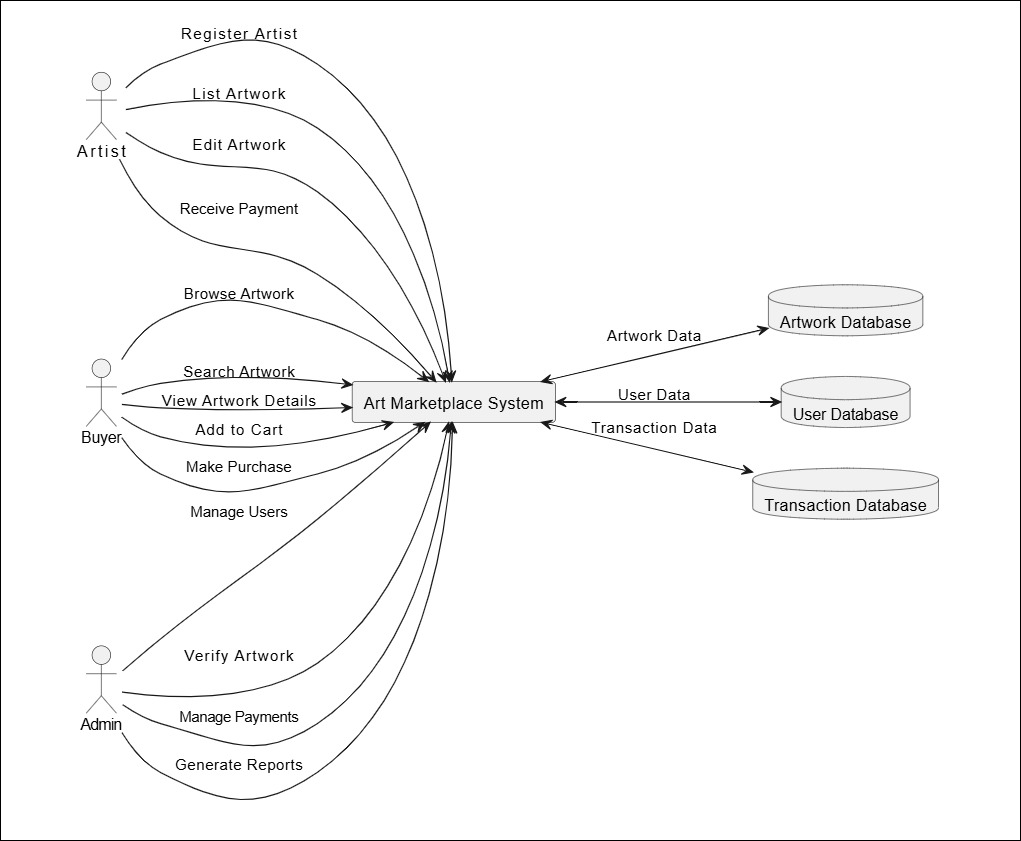 Register Artist
List Artwork
Edit Artwork
Artist
Receive Payment
Browse Artwork
Search Artwork
View Artwork Details
Add to Cart
Buyer
Make Purchase
Manage Users
Verify Artwork
Admin
Manage Payments
Generate Reports
Art Marketplace System
Artwork Data
User Data
Transaction Data
Artwork Database
User Database
Transaction Database